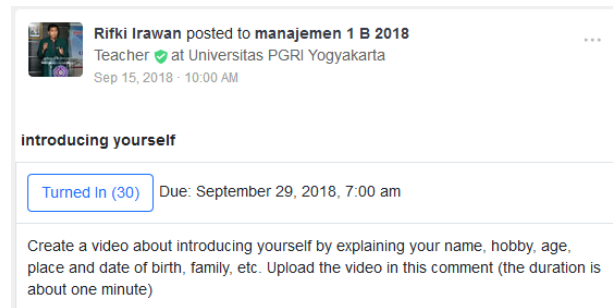 Rifki Irawan posted to manajemen 1 B 2018
Teacher at Universitas PGRI Yogyakarta
Sep 15, 2018 · 10:00 AM
introducing yourself
Turned In (30) Due: September 29, 2018, 7:00 am
Create a video about introducing yourself by explaining your name, hobby, age,
place and date of birth, family, etc. Upload the video in this comment (the duration is
about one minute)